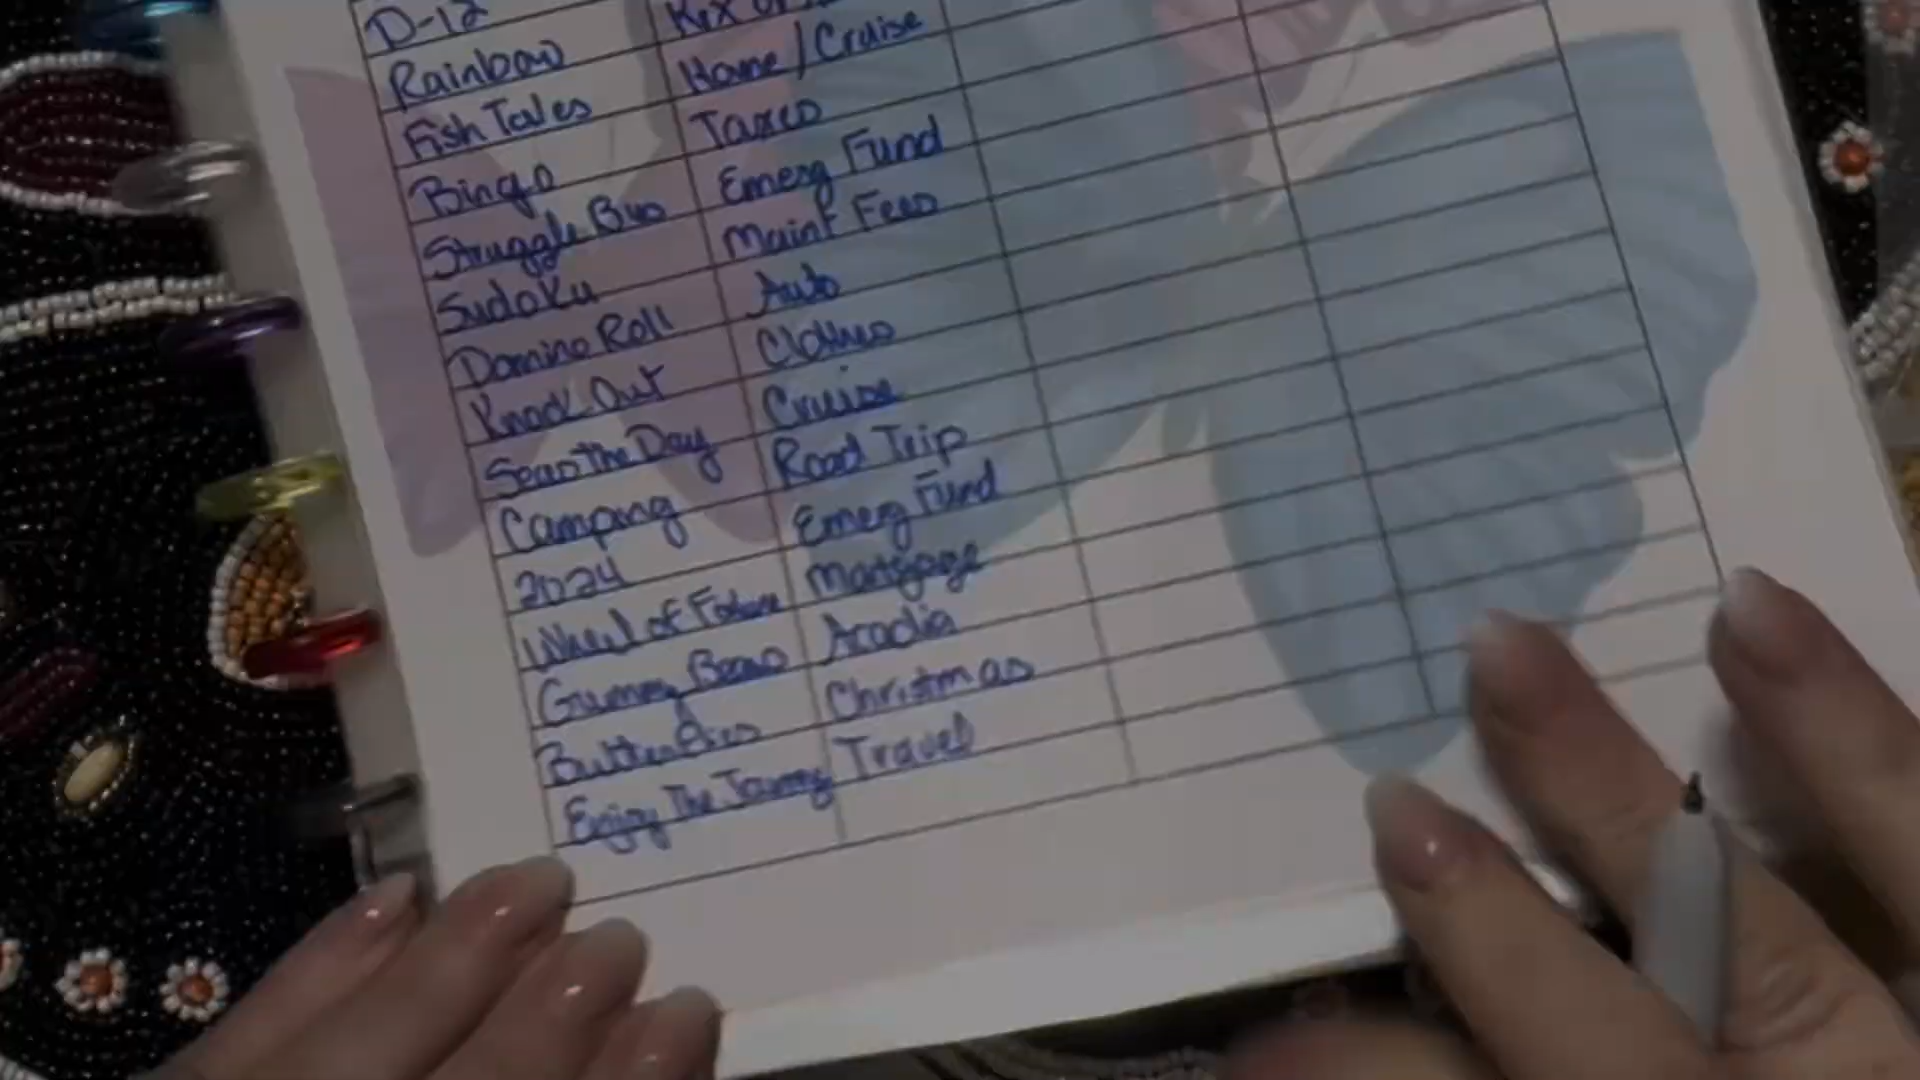 D-12
Rainbow
Fish Tales Home / Cruise
Bingo Taxes
Struggle Bus Emerg Fund
Sudoku Maint Fees
Domino Roll Auto
Knock Out Clothes
Seas the Day Cruise
Camping Road Trip
2024 Emerg Fund
Wheel of Fortune Mortgage
Gummy Bears Acadia
Butterflies Christmas
Enjoy The Journey Travel